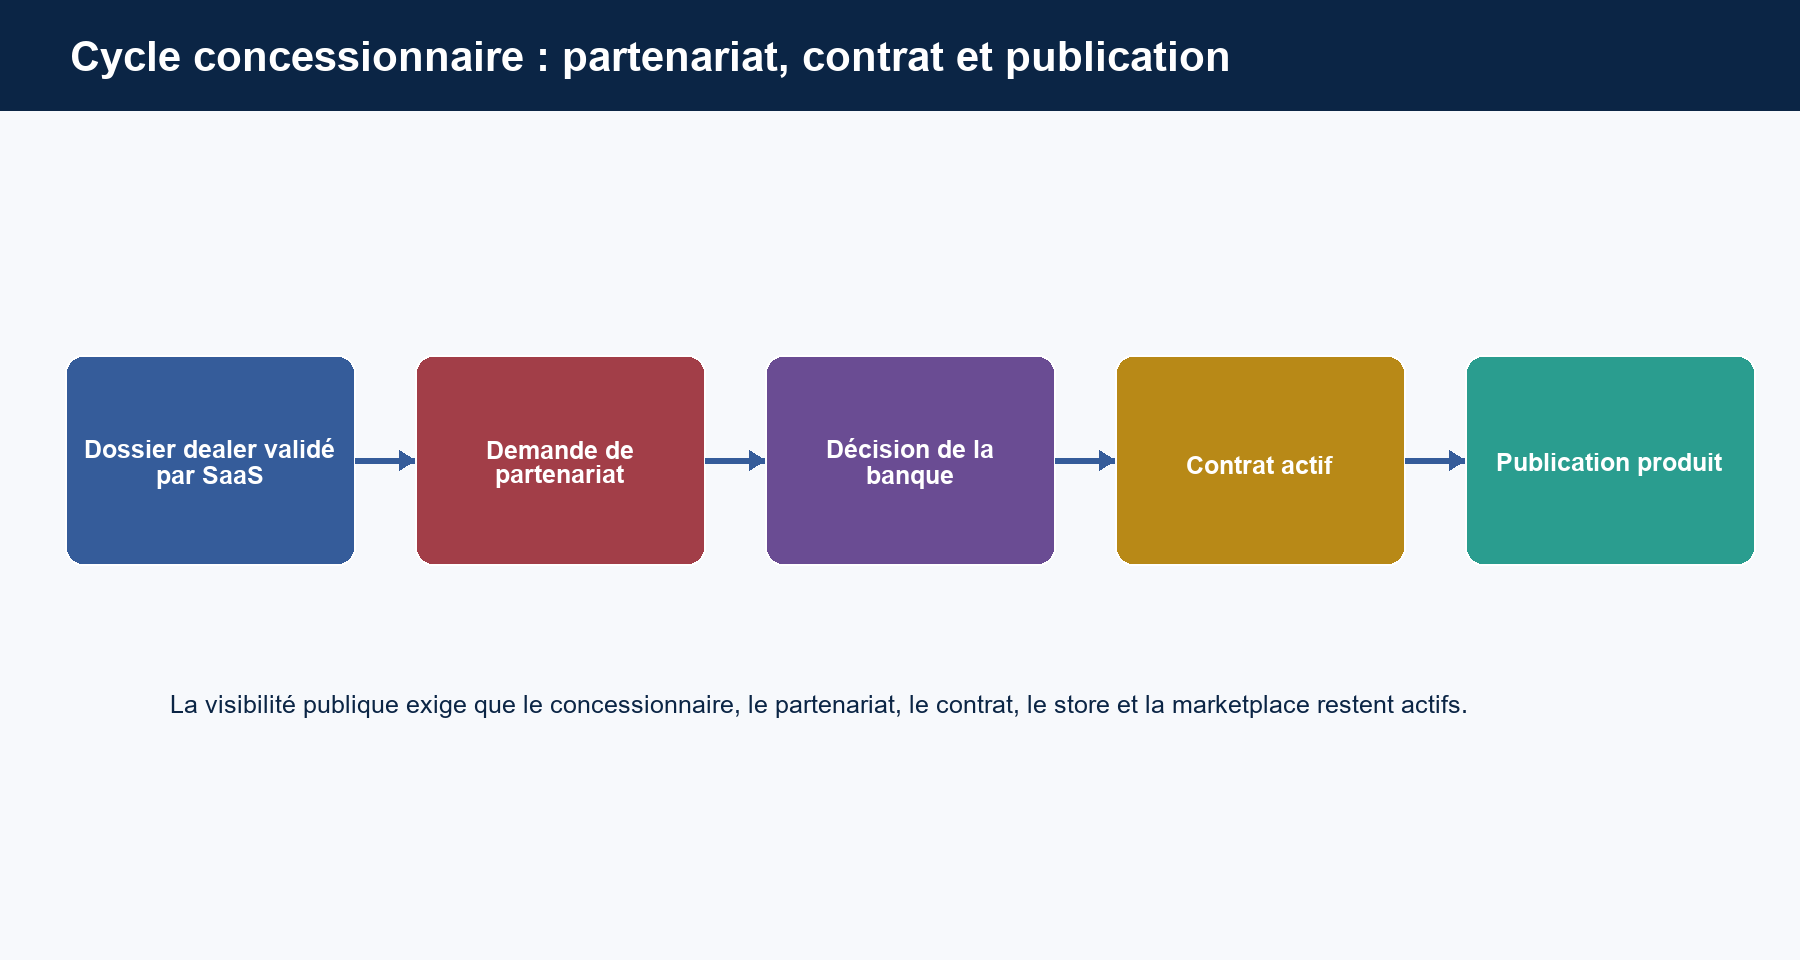 Cycle concessionnaire : partenariat, contrat et publication
Dossier dealer validé
par SaaS
Demande de
partenariat
Décision de la
banque
Contrat actif
Publication produit
La visibilité publique exige que le concessionnaire, le partenariat, le contrat, le store et la marketplace restent actifs.